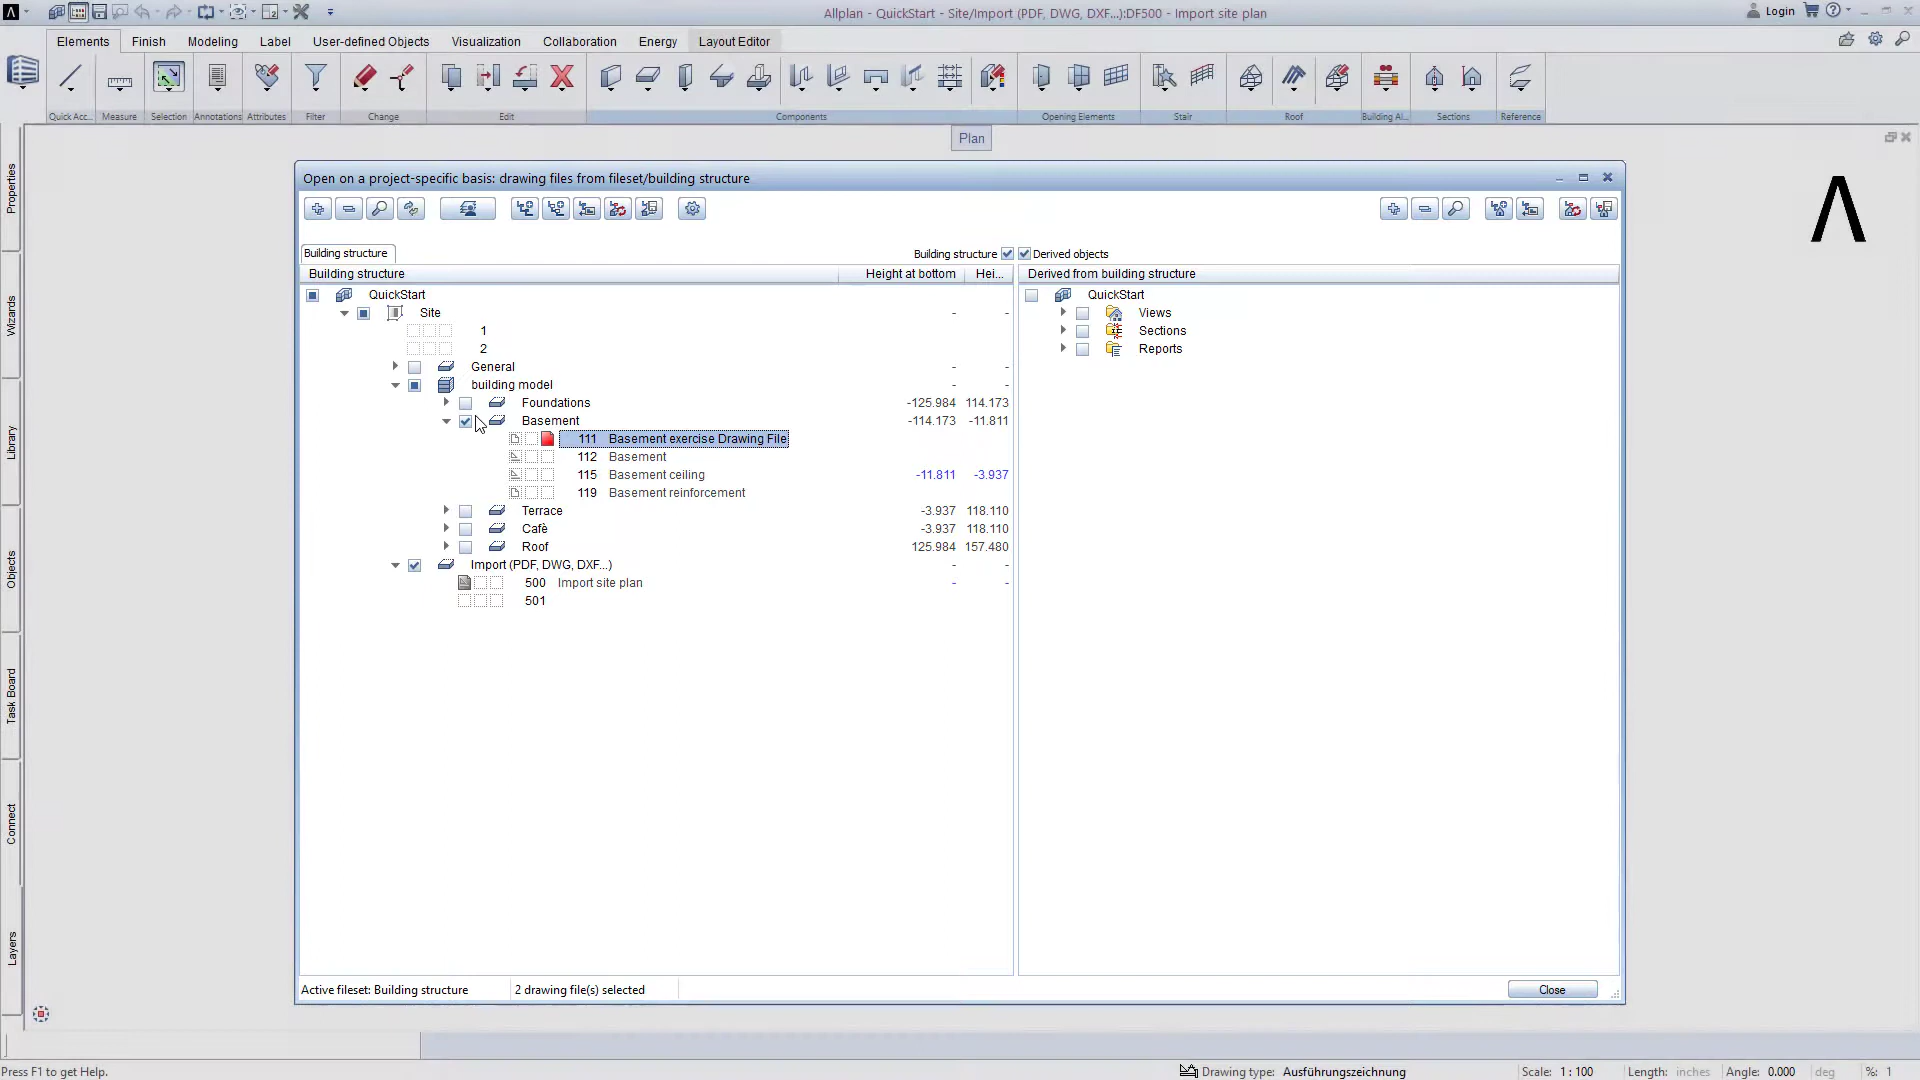 Allplan - QuickStart - Site/Import (PDF, DWG, DXF...):DF500 - Import site plan
Login
Elements Finish Modeling Label User-defined Objects Visualization Collaboration Energy Layout Editor
Quick Acc... Measure Selection Annotations Attributes Filter Change Edit Components Opening Elements Stair Roof Building Al... Sections Reference
Plan
Properties
Wizards
Library
Objects
Task Board
Connect
Layers
Open on a project-specific basis: drawing files from fileset/building structure
Building structure
Building structure Derived objects
Building structure Height at bottom Hei... Derived from building structure
QuickStart
Site - -
1
2
General - -
building model - -
Foundations -125.984 114.173
Basement -114.173 -11.811
111 Basement exercise Drawing File
112 Basement
115 Basement ceiling -11.811 -3.937
119 Basement reinforcement
Terrace -3.937 118.110
Cafè -3.937 118.110
Roof 125.984 157.480
Import (PDF, DWG, DXF...) - -
500 Import site plan - -
501
QuickStart
Views
Sections
Reports
Active fileset: Building structure 2 drawing file(s) selected Close
Press F1 to get Help. Drawing type: Ausführungszeichnung Scale: 1 : 100 Length: inches Angle: 0.000 deg %: 1